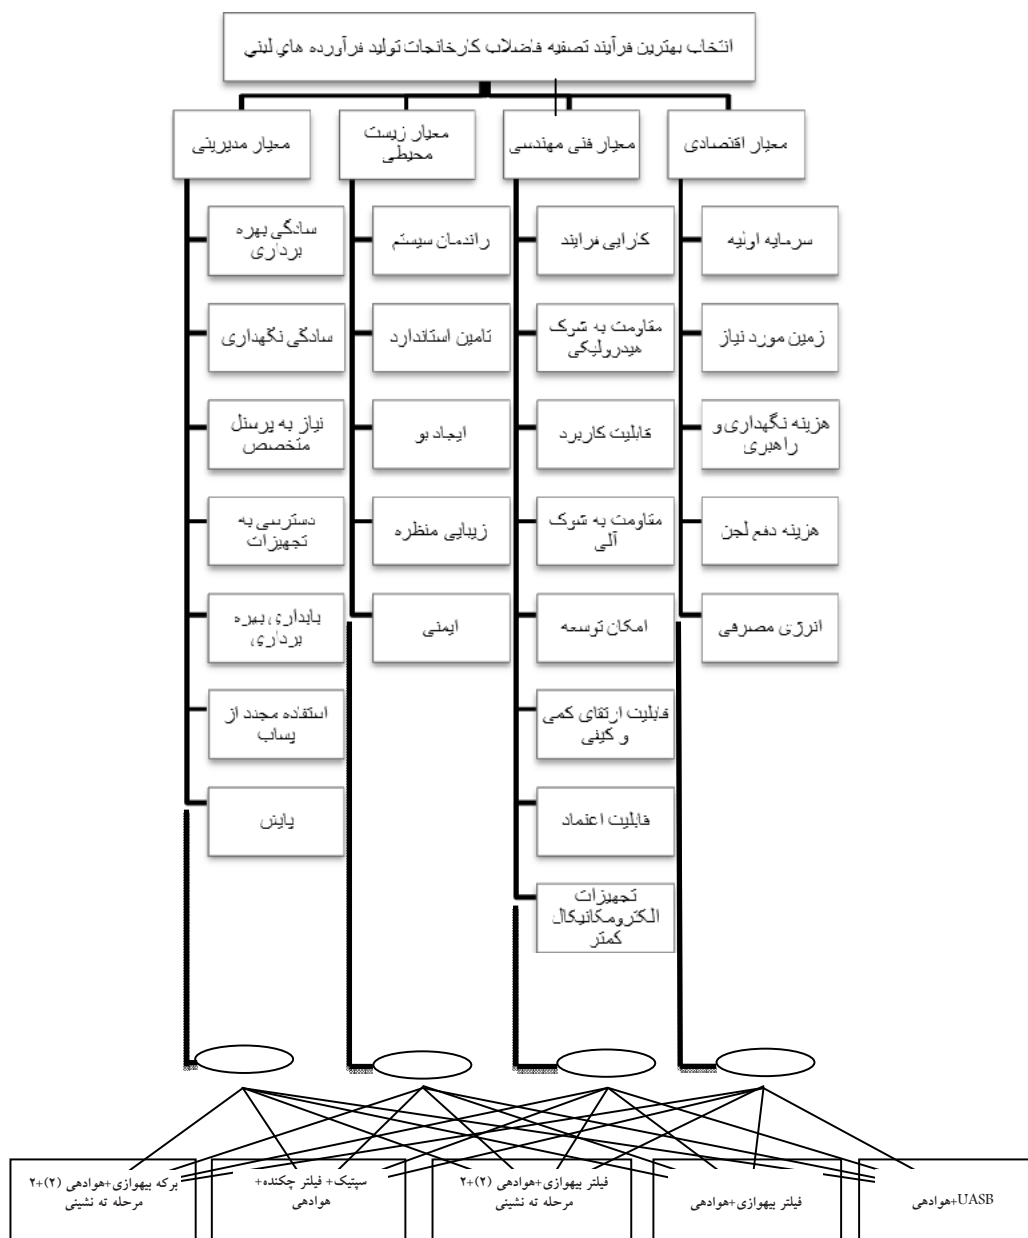 انتخاب بهترین فرآیند تصفیه فاضلاب کارخانجات تولید فرآورده های لبنی
معیار اقتصادی
سرمایه اولیه
زمین مورد نیاز
هزینه نگهداری و
راهبری
هزینه دفع لجن
انرژی مصرفی
معیار فنی مهندسی
کارایی فرایند
مقاومت به شوک
هیدرولیکی
قابلیت کاربرد
مقاومت به شوک
آلی
امکان توسعه
قابلیت ارتقای کمی
و کیفی
قابلیت اعتماد
تجهیزات
الکترومکانیکال
کمتر
معیار زیست
محیطی
راندمان سیستم
تامین استاندارد
ایجاد بو
زیبایی منظره
ایمنی
معیار مدیریتی
سادگی بهره
برداری
سادگی نگهداری
نیاز به پرسنل
متخصص
دسترسی به
تجهیزات
پایداری بهره
برداری
استفاده مجدد از
پساب
پایش
UASB+هوادهی
فیلتر بیهوازی+هوادهی
فیلتر بیهوازی+هوادهی (۲)+۲
مرحله ته نشینی
سپتیک+ فیلتر چکنده+
هوادهی
برکه بیهوازی+هوادهی (۲)+۲
مرحله ته نشینی